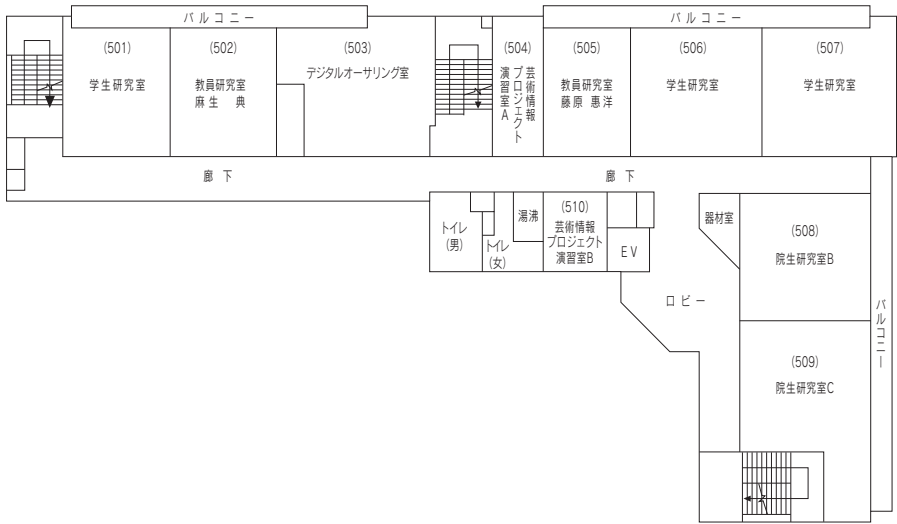 バルコニー
バルコニー
(501)
学生研究室
(502)
教員研究室
麻生 典
(503)
デジタルオーサリング室
(504)
芸術情報
プロジェクト
演習室A
(505)
教員研究室
藤原 惠洋
(506)
学生研究室
(507)
学生研究室
廊下
廊下
トイレ
(男)
トイレ
(女)
湯沸
(510)
芸術情報
プロジェクト
演習室B
EV
器材室
(508)
院生研究室B
ロビー
バルコニー
(509)
院生研究室C